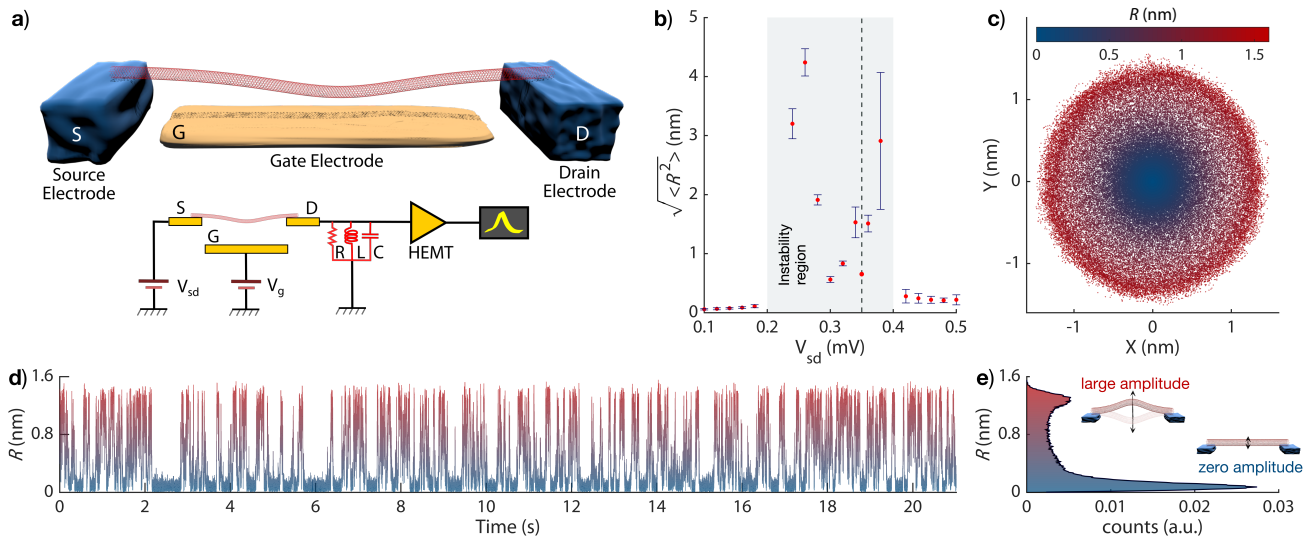 a)
S
G
D
Source
Electrode
Gate Electrode
Drain
Electrode
S
D
G
R
L
C
HEMT
Vsd
Vg
b)
√<R²> (nm)
5
4
3
2
1
0
Instability
region
0.1
0.2
0.3
0.4
0.5
Vsd (mV)
c)
R (nm)
0
0.5
1
1.5
Y (nm)
1
0
-1
-1
0
1
X (nm)
d)
R (nm)
1.6
0.8
0
0
2
4
6
8
10
12
14
16
18
20
Time (s)
e)
R (nm)
1.6
0.8
0
large amplitude
zero amplitude
0
0.01
0.02
0.03
counts (a.u.)